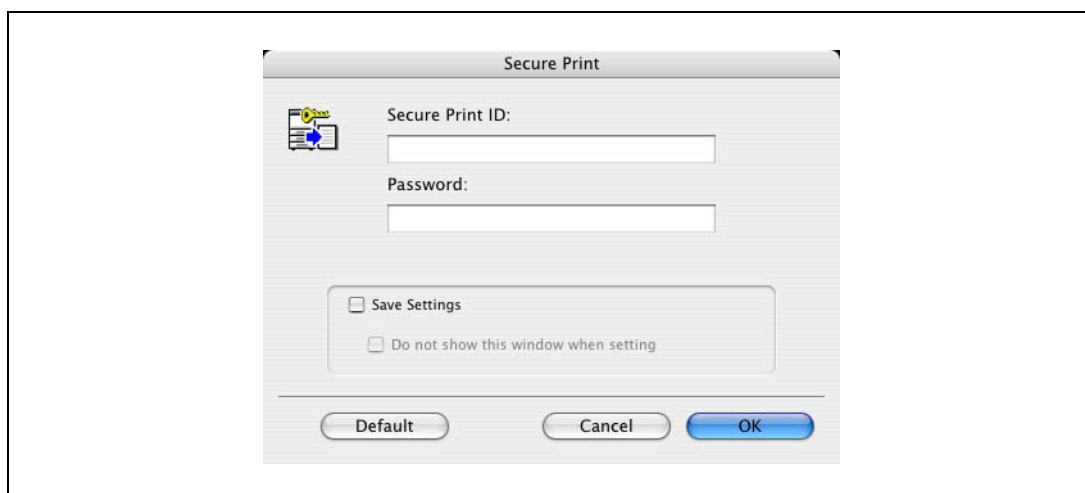 Secure Print
Secure Print ID:
Password:
Save Settings
Do not show this window when setting
Default Cancel OK